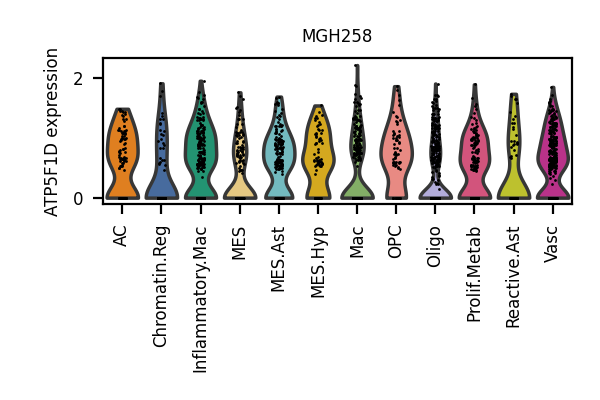 MGH258
ATP5F1D expression
2
0
AC
Chromatin.Reg
Inflammatory.Mac
MES
MES.Ast
MES.Hyp
Mac
OPC
Oligo
Prolif.Metab
Reactive.Ast
Vasc